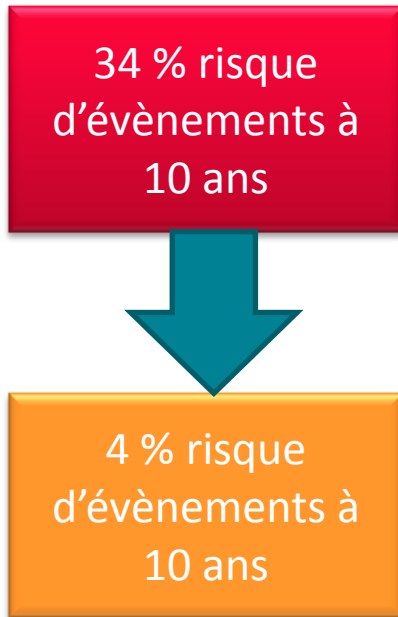 34 % risque
d’évènements à
10 ans
4 % risque
d’évènements à
10 ans